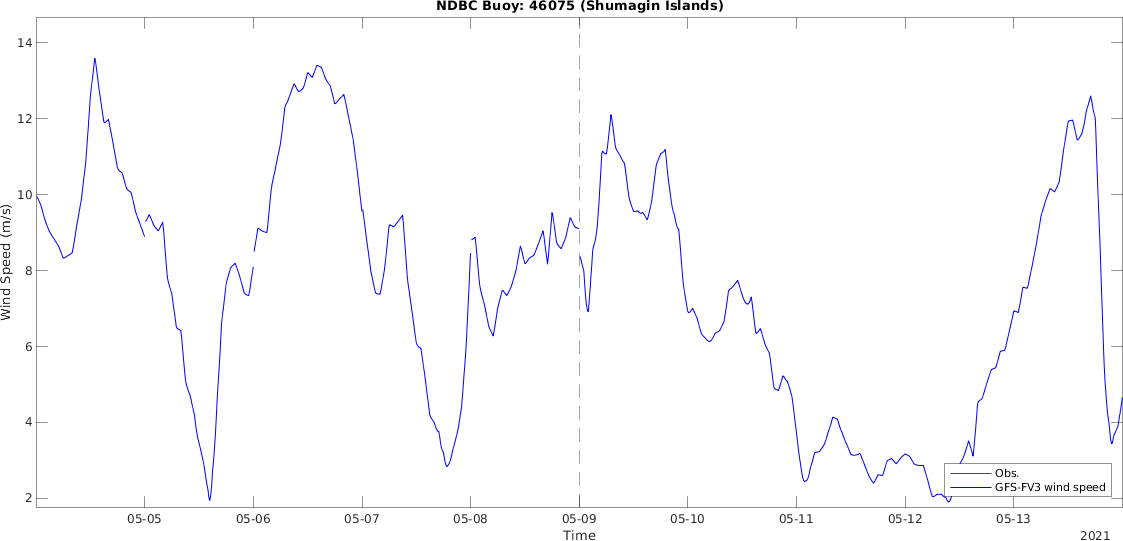 NDBC Buoy: 46075 (Shumagin Islands)
14
12
10
8
6
4
2
Wind Speed (m/s)
Obs.
GFS-FV3 wind speed
05-05 05-06 05-07 05-08 05-09 05-10 05-11 05-12 05-13
Time
2021